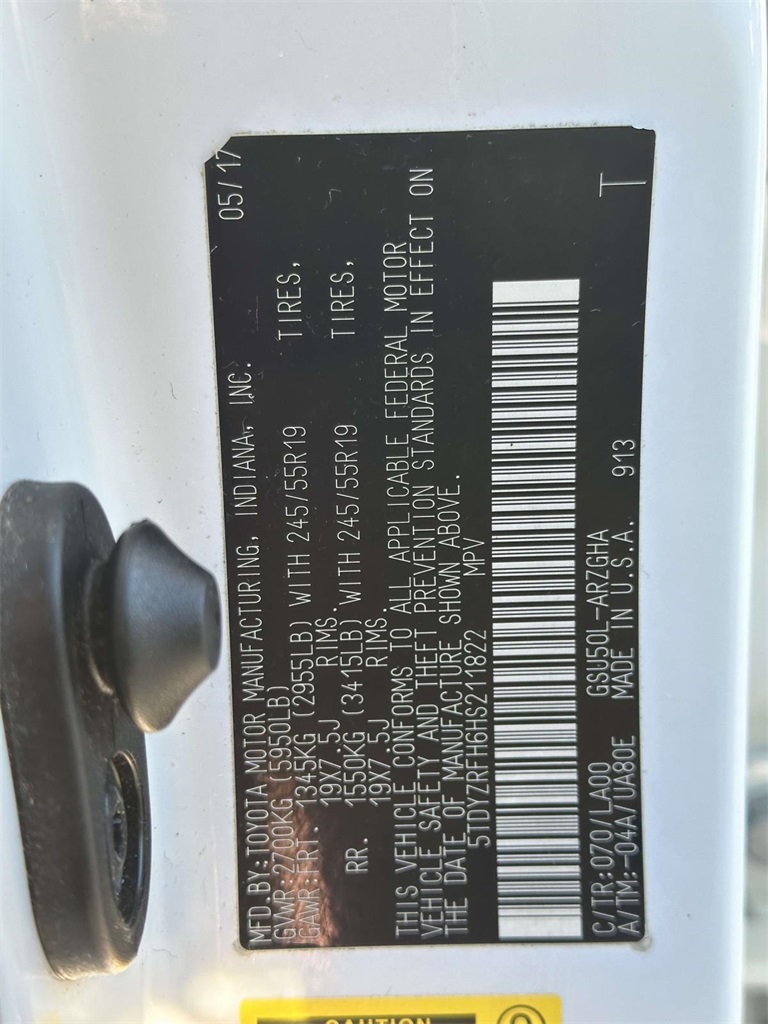 MFD.BY:TOYOTA MOTOR MANUFACTURING, INDIANA, INC. 05/17
GVWR:2700KG(5950LB)
GAWR:FRT. 1345KG (2955LB) WITH 245/55R19 TIRES,
19X7.5J RIMS.
RR. 1550KG (3415LB) WITH 245/55R19 TIRES,
19X7.5J RIMS.
THIS VEHICLE CONFORMS TO ALL APPLICABLE FEDERAL MOTOR
VEHICLE SAFETY AND THEFT PREVENTION STANDARDS IN EFFECT ON
THE DATE OF MANUFACTURE SHOWN ABOVE.
5TDYZRFH6HS211822 MPV
C/TR:070/LA00 GSU50L-ARZGHA
A/TM:-04A/UA80E MADE IN U.S.A. 913 T
CAUTION